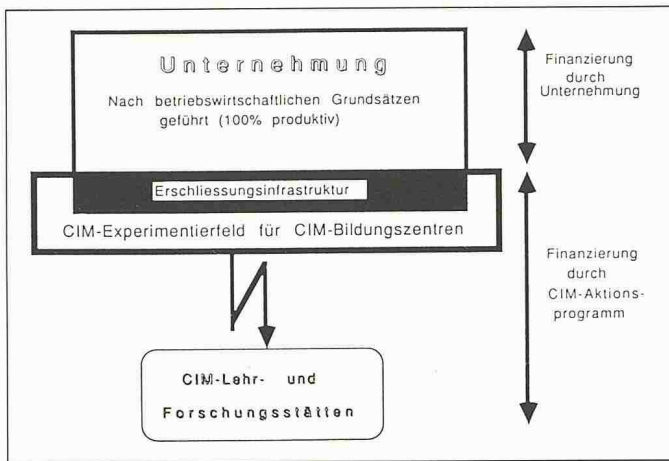 Unternehmung
Nach betriebswirtschaftlichen Grundsätzen
geführt (100% produktiv)
Erschliessungsinfrastruktur
CIM-Experimentierfeld für CIM-Bildungszentren
CIM-Lehr- und
Forschungsstätten
Finanzierung
durch
Unternehmung
Finanzierung
durch
CIM-Aktions-
programm